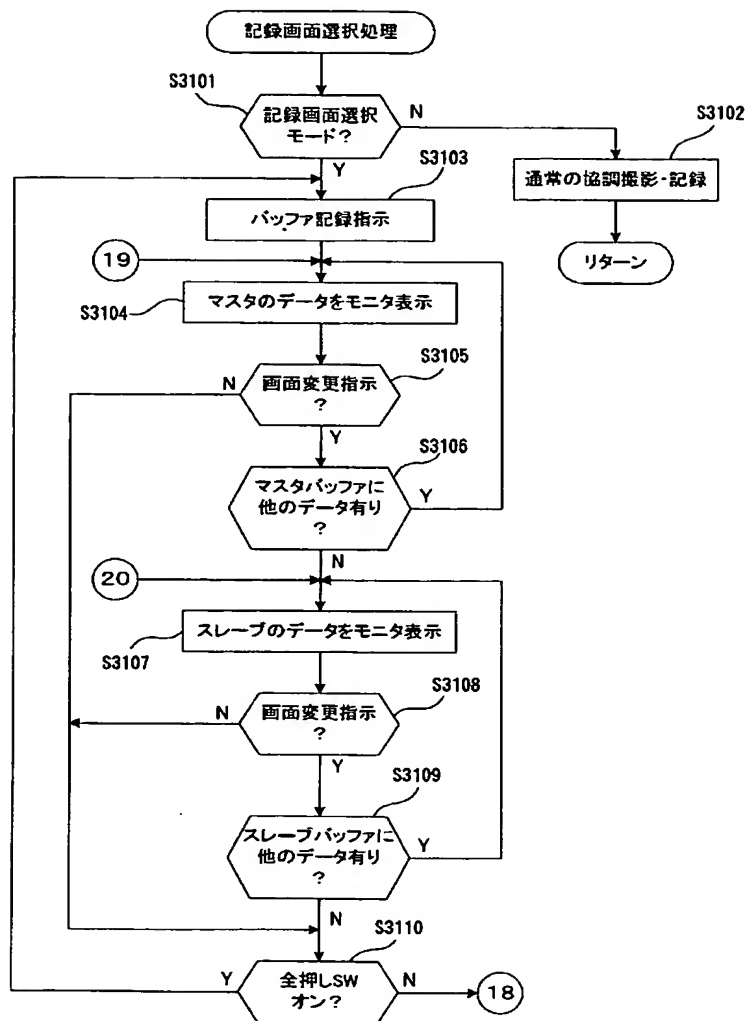 記録画面選択処理
S3101
記録画面選択
モード?
N
S3102
通常の協調撮影・記録
リターン
Y
S3103
バッファ記録指示
19
S3104
マスタのデータをモニタ表示
S3105
N
画面変更指示
?
Y
S3106
マスタバッファに
他のデータ有り
?
Y
N
20
スレーブのデータをモニタ表示
S3107
S3108
N
画面変更指示
?
Y
S3109
スレーブバッファに
他のデータ有り
?
Y
N
S3110
Y
全押しSW
オン?
N
18